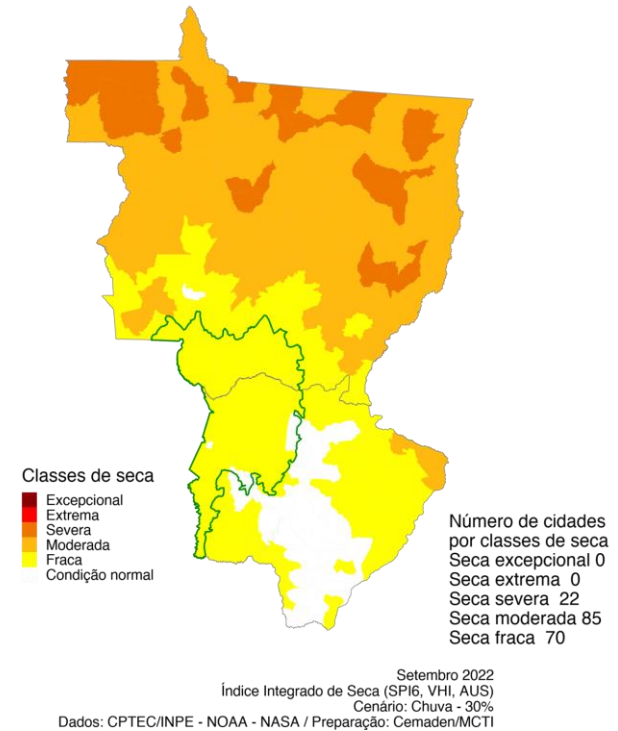 Classes de seca
Excepcional
Extrema
Severa
Moderada
Fraca
Condição normal
Número de cidades
por classes de seca
Seca excepcional 0
Seca extrema 0
Seca severa 22
Seca moderada 85
Seca fraca 70
Setembro 2022
Índice Integrado de Seca (SPI6, VHI, AUS)
Cenário: Chuva - 30%
Dados: CPTEC/INPE - NOAA - NASA / Preparação: Cemaden/MCTI